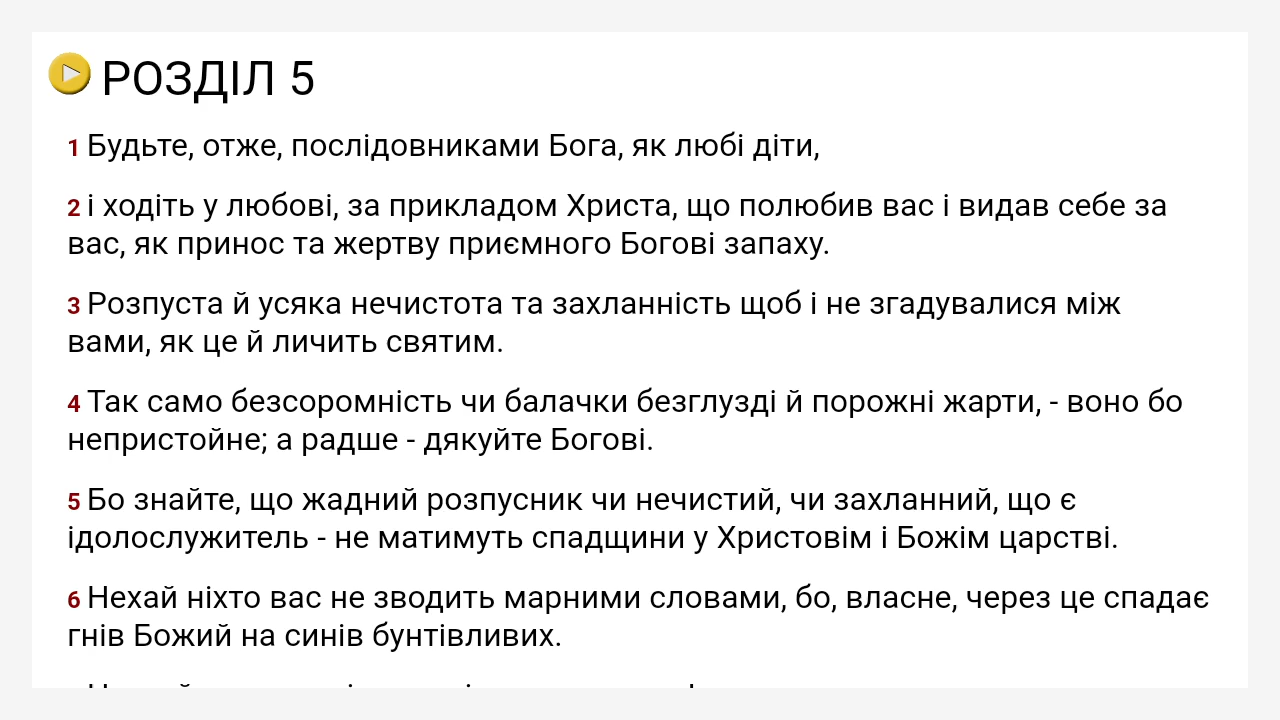 РОЗДІЛ 5
1 Будьте, отже, послідовниками Бога, як любі діти,
2 і ходіть у любові, за прикладом Христа, що полюбив вас і видав себе за
вас, як принос та жертву приємного Богові запаху.
3 Розпуста й усяка нечистота та захланність щоб і не згадувалися між
вами, як це й личить святим.
4 Так само безсоромність чи балачки безглузді й порожні жарти, - воно бо
непристойне; а радше - дякуйте Богові.
5 Бо знайте, що жадний розпусник чи нечистий, чи захланний, що є
ідолослужитель - не матимуть спадщини у Христовім і Божім царстві.
6 Нехай ніхто вас не зводить марними словами, бо, власне, через це спадає
гнів Божий на синів бунтівливих.